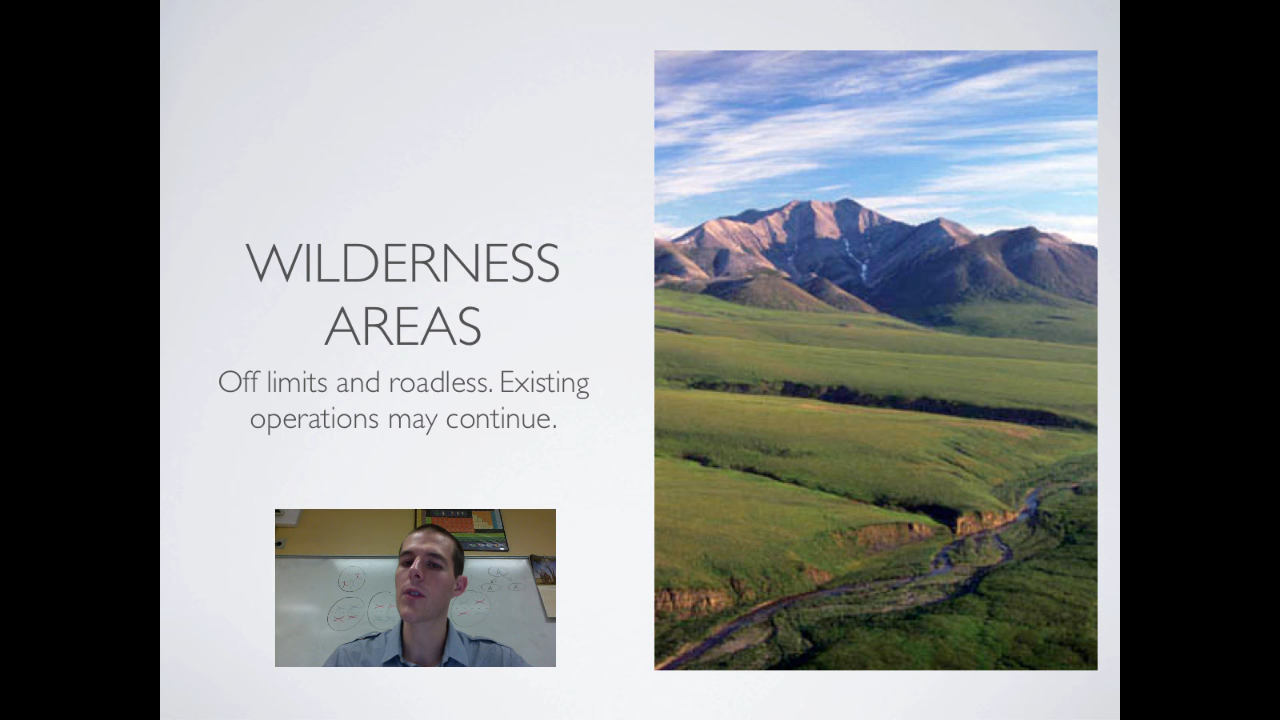 WILDERNESS
AREAS
Off limits and roadless. Existing
operations may continue.